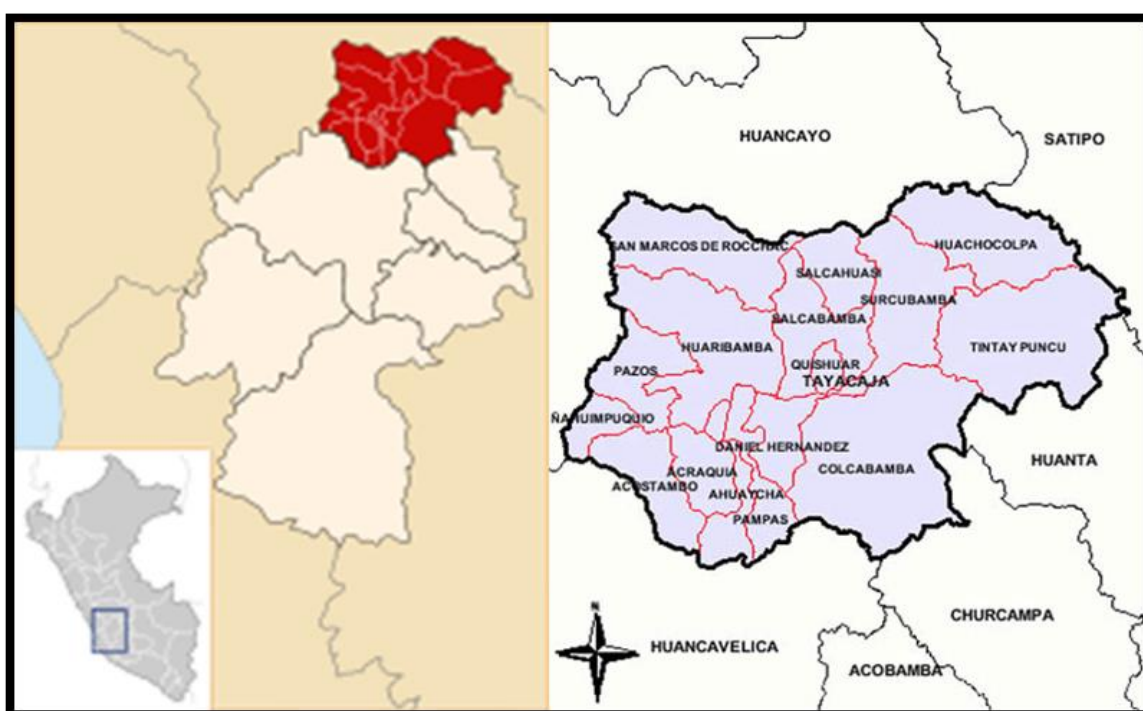 HUANCAYO
SATIPO
SAN MARCOS DE ROCCHAC
HUACHOCOLPA
SALCAHUASI
SURCUBAMBA
SALCABAMBA
HUARIBAMBA
TINTAY PUNCU
QUISHUAR
PAZOS
TAYACAJA
ÑAHUIMPUQUIO
DANIEL HERNANDEZ
HUANTA
COLCABAMBA
ACRAQUIA
ACOSTAMBO
AHUAYCHA
PAMPAS
N
CHURCAMPA
HUANCAVELICA
ACOBAMBA